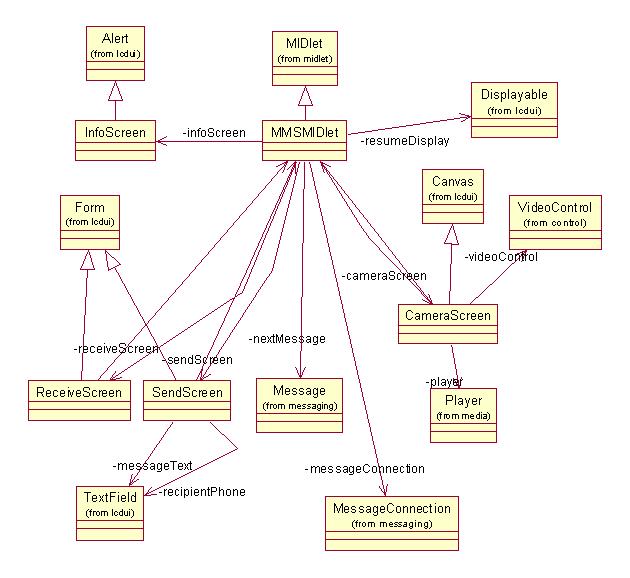 Alert
(from lcdui)
MIDlet
(from midlet)
Displayable
(from lcdui)
InfoScreen
-infoScreen
MMSMIDlet
-resumeDisplay
Canvas
(from lcdui)
Form
(from lcdui)
VideoControl
(from control)
-videoControl
-cameraScreen
CameraScreen
-receiveScreen
-sendScreen
-nextMessage
-player
ReceiveScreen
SendScreen
Message
(from messaging)
Player
(from media)
-messageText
-messageConnection
-recipientPhone
TextField
(from lcdui)
MessageConnection
(from messaging)